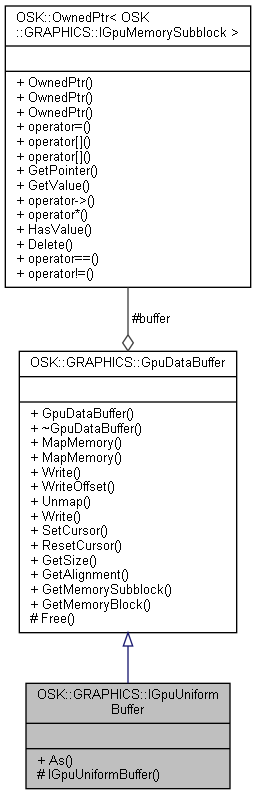 OSK::OwnedPtr< OSK
::GRAPHICS::IGpuMemorySubblock >
+ OwnedPtr()
+ OwnedPtr()
+ OwnedPtr()
+ operator=()
+ operator[]()
+ operator[]()
+ GetPointer()
+ GetValue()
+ operator->()
+ operator*()
+ HasValue()
+ Delete()
+ operator==()
+ operator!=()
#buffer
OSK::GRAPHICS::GpuDataBuffer
+ GpuDataBuffer()
+ ~GpuDataBuffer()
+ MapMemory()
+ MapMemory()
+ Write()
+ WriteOffset()
+ Unmap()
+ Write()
+ SetCursor()
+ ResetCursor()
+ GetSize()
+ GetAlignment()
+ GetMemorySubblock()
+ GetMemoryBlock()
# Free()
OSK::GRAPHICS::IGpuUniform
Buffer
+ As()
# IGpuUniformBuffer()